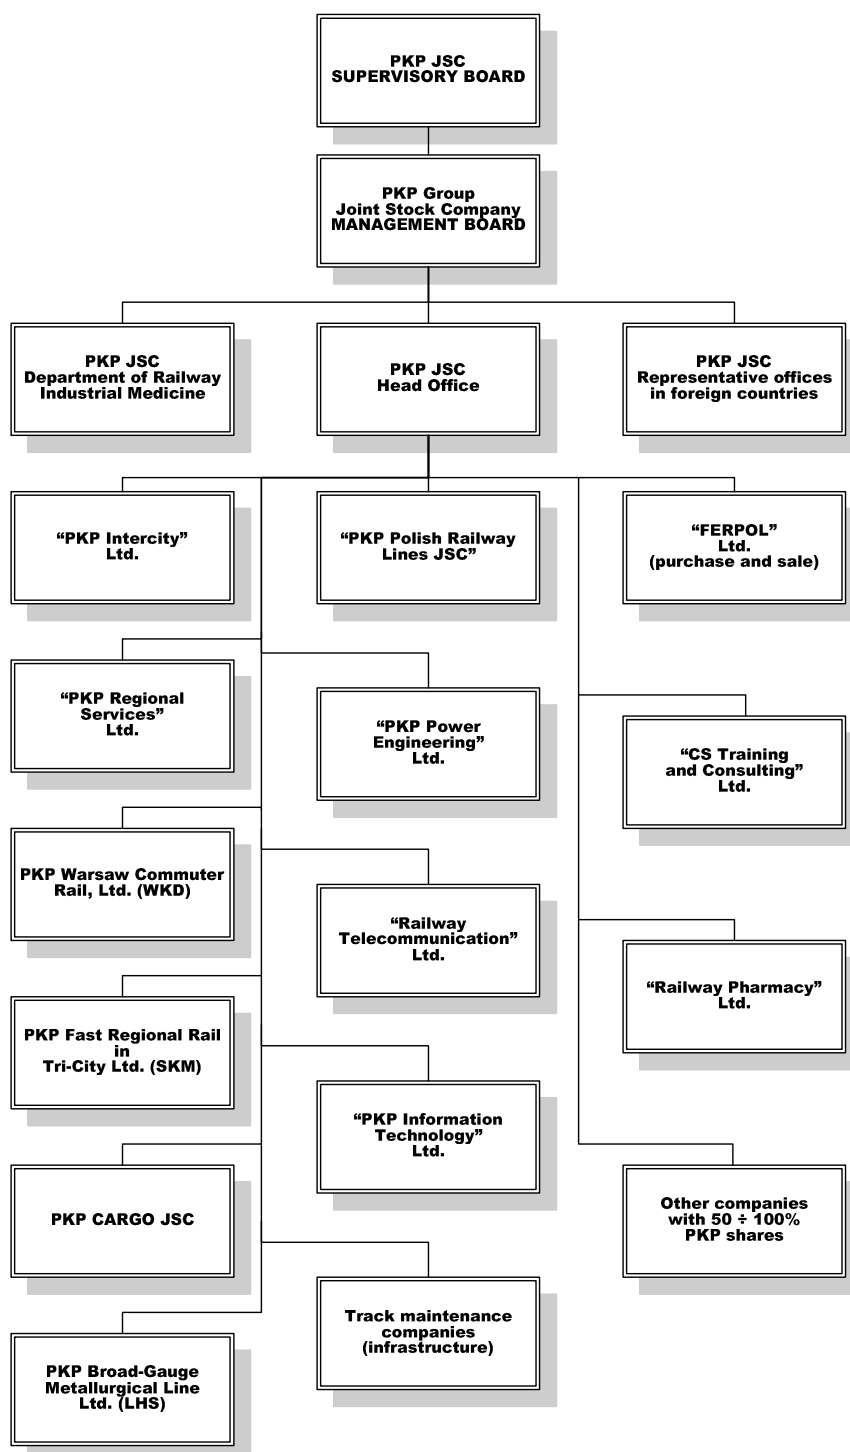 PKP JSC
SUPERVISORY BOARD
PKP Group
Joint Stock Company
MANAGEMENT BOARD
PKP JSC
Department of Railway
Industrial Medicine
PKP JSC
Head Office
PKP JSC
Representative offices
in foreign countries
“PKP Intercity”
Ltd.
“PKP Polish Railway
Lines JSC”
“FERPOL”
Ltd.
(purchase and sale)
“PKP Regional
Services”
Ltd.
“PKP Power
Engineering”
Ltd.
“CS Training
and Consulting”
Ltd.
PKP Warsaw Commuter
Rail, Ltd. (WKD)
“Railway
Telecommunication”
Ltd.
“Railway Pharmacy”
Ltd.
PKP Fast Regional Rail
in
Tri-City Ltd. (SKM)
“PKP Information
Technology”
Ltd.
PKP CARGO JSC
Other companies
with 50 ÷ 100%
PKP shares
Track maintenance
companies
(infrastructure)
PKP Broad-Gauge
Metallurgical Line
Ltd. (LHS)